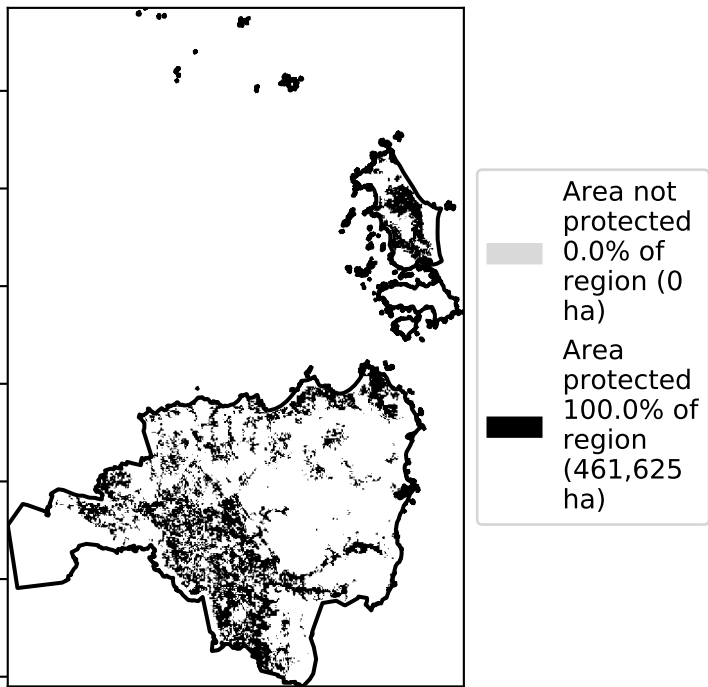 Area not
protected
0.0% of
region (0
ha)
Area
protected
100.0% of
region
(461,625
ha)